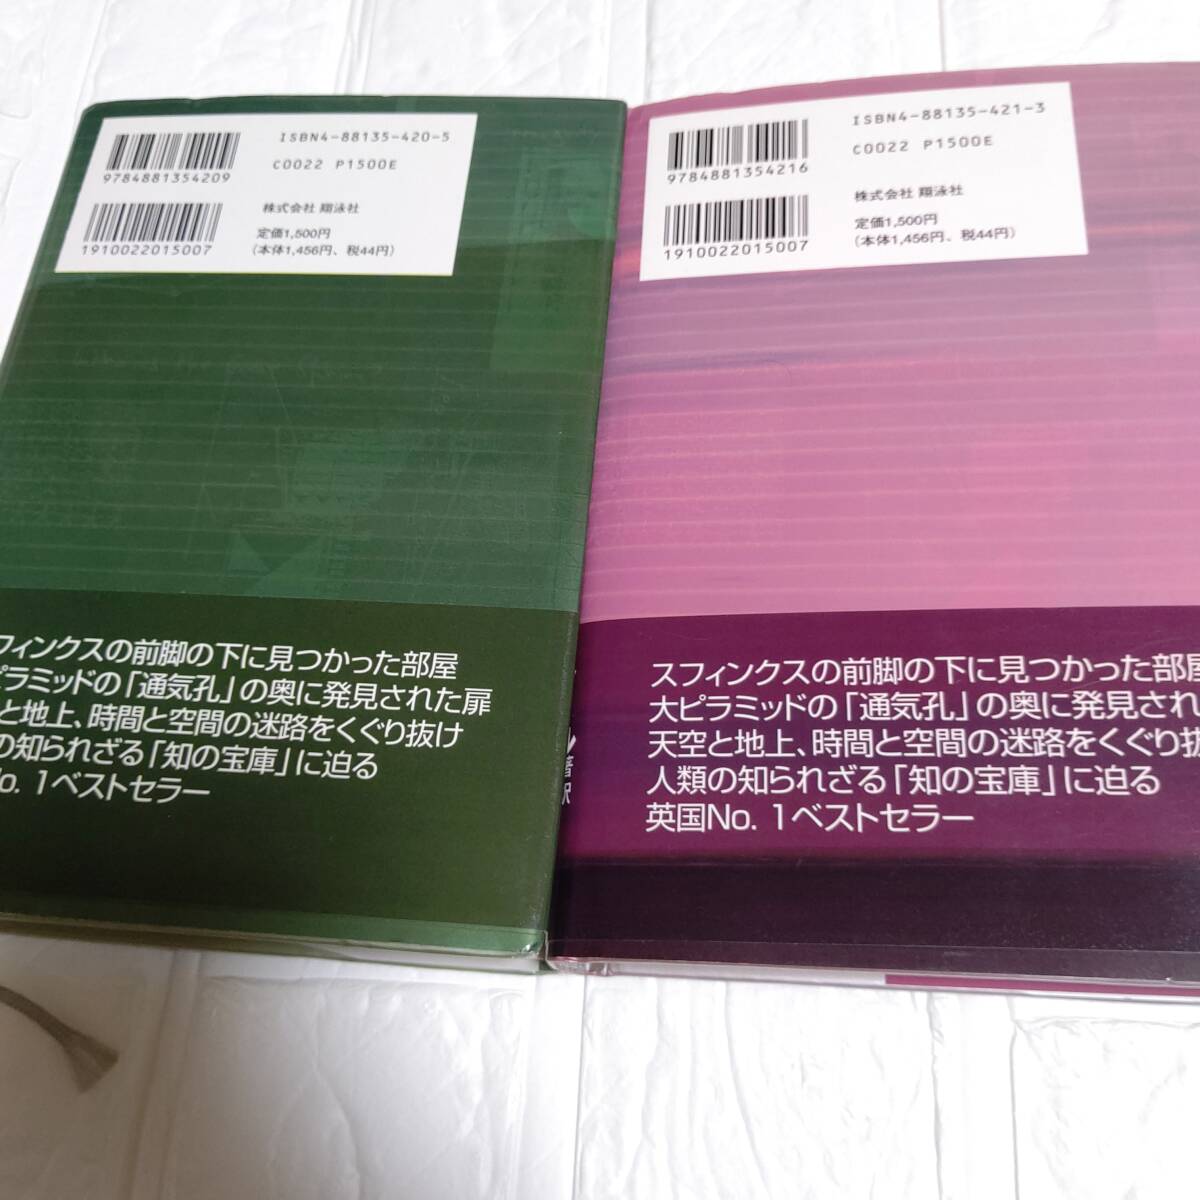 ISBN4-88135-420-5
C0022 P1500E
9784881354209
株式会社 翔泳社
定価1,500円
(本体1,456円、税44円)
1910022015007
フィンクスの前脚の下に見つかった部屋
ピラミッドの「通気孔」の奥に発見された扉
と地上、時間と空間の迷路をくぐり抜け
の知られざる「知の宝庫」に迫る
No. 1ベストセラー
著
訳
ISBN4-88135-421-3
C0022 P1500E
9784881354216
株式会社 翔泳社
定価1,500円
(本体1,456円、税44円)
1910022015007
スフィンクスの前脚の下に見つかった部屋
大ピラミッドの「通気孔」の奥に発見され
天空と地上、時間と空間の迷路をくぐり抜
人類の知られざる「知の宝庫」に迫る
英国No. 1ベストセラー